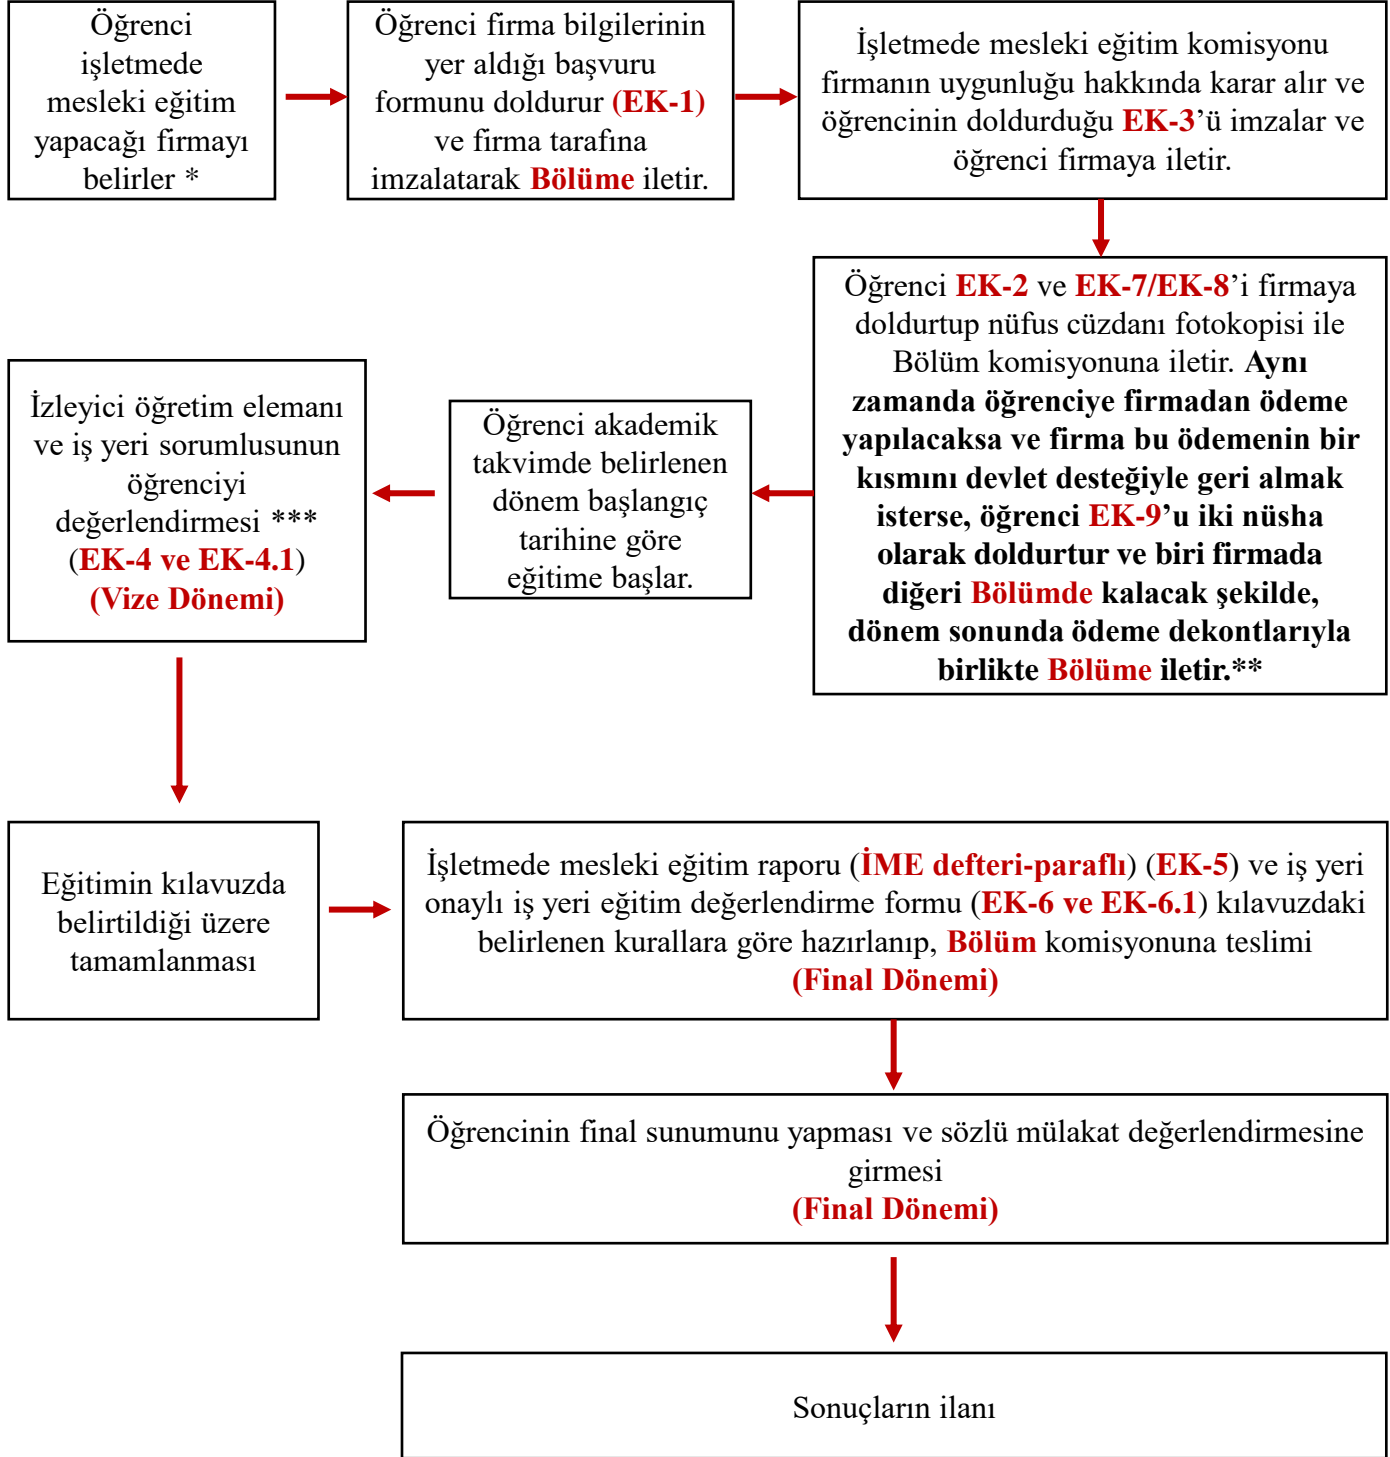 Öğrenci
işletmede
mesleki eğitim
yapacağı firmayı
belirler *
Öğrenci firma bilgilerinin
yer aldığı başvuru
formunu doldurur (EK-1)
ve firma tarafına
imzalatarak Bölüme iletir.
İşletmede mesleki eğitim komisyonu
firmanın uygunluğu hakkında karar alır ve
öğrencinin doldurduğu EK-3’ü imzalar ve
öğrenci firmaya iletir.
Öğrenci EK-2 ve EK-7/EK-8’i firmaya
doldurtup nüfus cüzdanı fotokopisi ile
Bölüm komisyonuna iletir. Aynı
zamanda öğrenciye firmadan ödeme
yapılacaksa ve firma bu ödemenin bir
kısmını devlet desteğiyle geri almak
isterse, öğrenci EK-9’u iki nüsha
olarak doldurtur ve biri firmada
diğeri Bölümde kalacak şekilde,
dönem sonunda ödeme dekontlarıyla
birlikte Bölüme iletir.**
Öğrenci akademik
takvimde belirlenen
dönem başlangıç
tarihine göre
eğitime başlar.
İzleyici öğretim elemanı
ve iş yeri sorumlusunun
öğrenciyi
değerlendirmesi ***
(EK-4 ve EK-4.1)
(Vize Dönemi)
Eğitimin kılavuzda
belirtildiği üzere
tamamlanması
İşletmede mesleki eğitim raporu (İME defteri-paraflı) (EK-5) ve iş yeri
onaylı iş yeri eğitim değerlendirme formu (EK-6 ve EK-6.1) kılavuzdaki
belirlenen kurallara göre hazırlanıp, Bölüm komisyonuna teslimi
(Final Dönemi)
Öğrencinin final sunumunu yapması ve sözlü mülakat değerlendirmesine
girmesi
(Final Dönemi)
Sonuçların ilanı